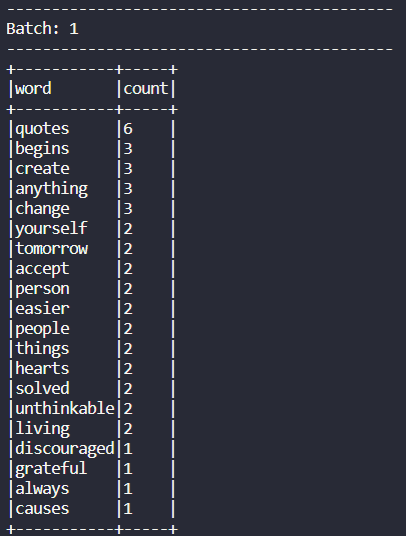 -------------------------------------------
Batch: 1
-------------------------------------------
+-----------+-----+
|word       |count|
+-----------+-----+
|quotes     |6    |
|begins     |3    |
|create     |3    |
|anything   |3    |
|change     |3    |
|yourself   |2    |
|tomorrow   |2    |
|accept     |2    |
|person     |2    |
|easier     |2    |
|people     |2    |
|things     |2    |
|hearts     |2    |
|solved     |2    |
|unthinkable|2    |
|living     |2    |
|discouraged|1    |
|grateful   |1    |
|always     |1    |
|causes     |1    |
+-----------+-----+